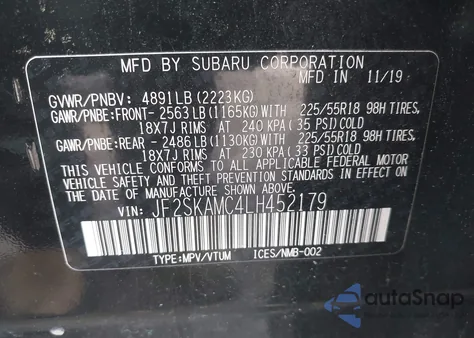 MFD BY SUBARU CORPORATION
MFD IN 11/19
GVWR/PNBV: 4891LB (2223KG)
GAWR/PNBE:FRONT- 2563 LB (1165KG)WITH 225/55R18 98H TIRES,
18X7J RIMS AT 240 KPA (35 PSI)COLD
GAWR/PNBE:REAR - 2486 LB (1130KG)WITH 225/55R18 98H TIRES,
18X7J RIMS AT 230 KPA (33 PSI)COLD
THIS VEHICLE CONFORMS TO ALL APPLICABLE FEDERAL MOTOR
VEHICLE SAFETY, BUMPER, AND THEFT PREVENTION STANDARDS
IN EFFECT ON THE DATE OF MANUFACTURE SHOWN ABOVE.
VIN: JF2SKAMC4LH452179
TYPE:MPV/VTUM ICES/NMB-002
autoSnap